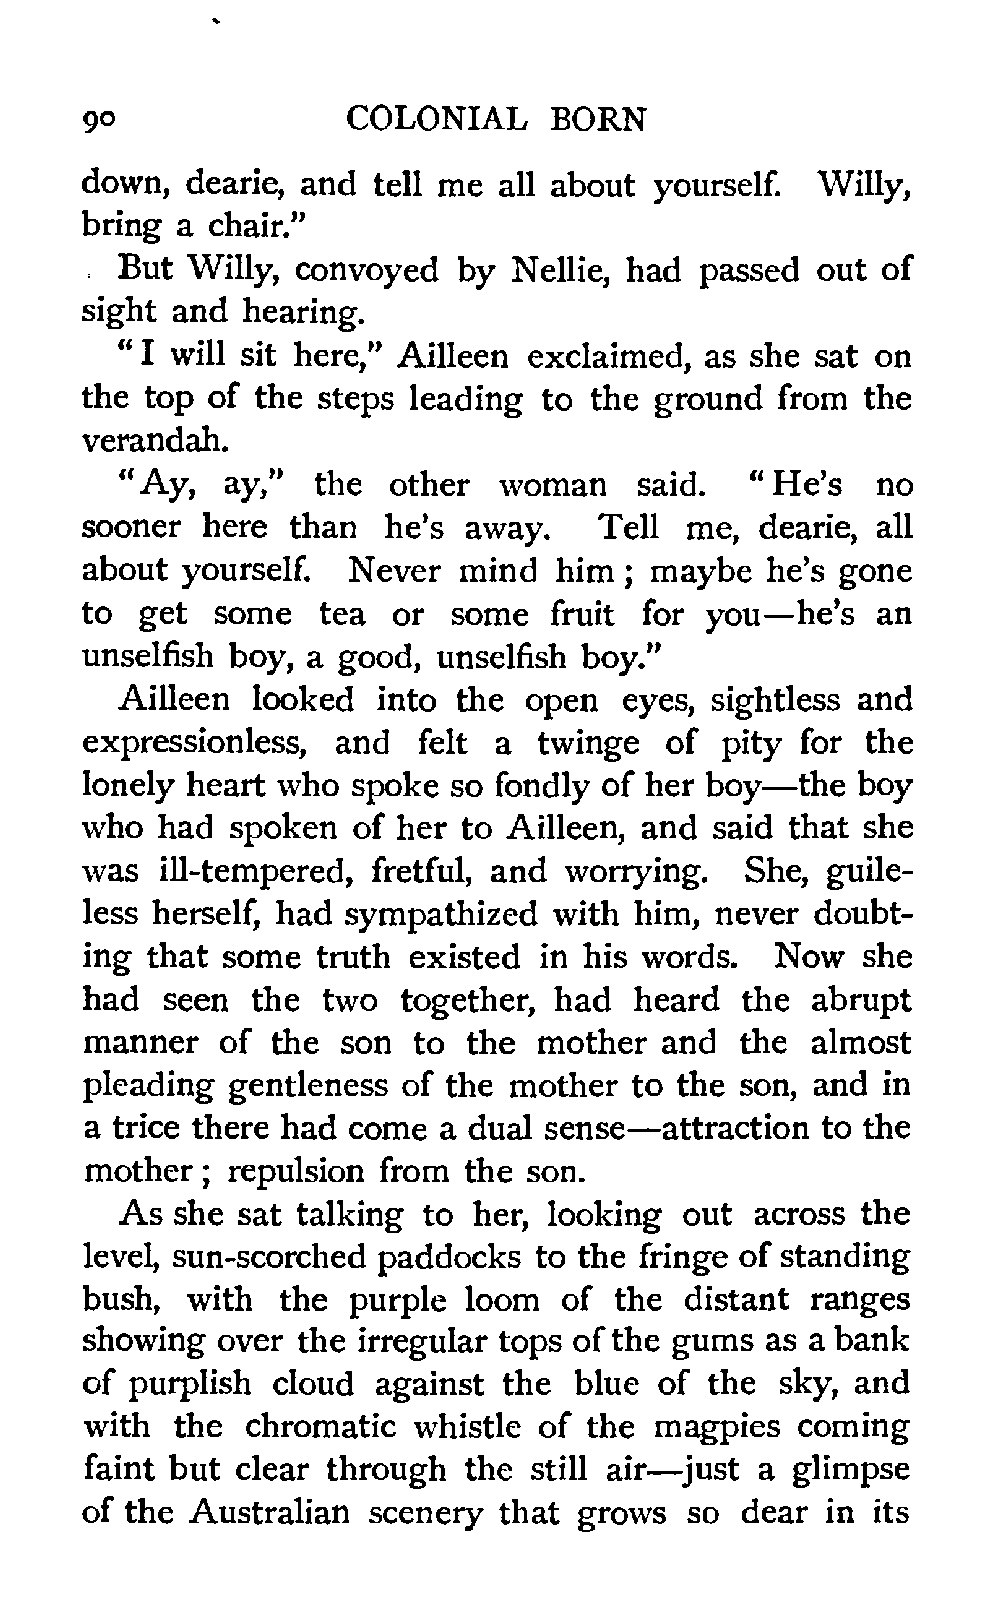 90 COLONIAL BORN
down, dearie, and tell me all about yourself. Willy,
bring a chair."
But Willy, convoyed by Nellie, had passed out of
sight and hearing.
"I will sit here," Ailleen exclaimed, as she sat on
the top of the steps leading to the ground from the
verandah.
"Ay, ay," the other woman said. "He's no
sooner here than he's away. Tell me, dearie, all
about yourself. Never mind him; maybe he's gone
to get some tea or some fruit for you—he's an
unselfish boy, a good, unselfish boy."
Ailleen looked into the open eyes, sightless and
expressionless, and felt a twinge of pity for the
lonely heart who spoke so fondly of her boy—the boy
who had spoken of her to Ailleen, and said that she
was ill-tempered, fretful, and worrying. She, guile-
less herself, had sympathized with him, never doubt-
ing that some truth existed in his words. Now she
had seen the two together, had heard the abrupt
manner of the son to the mother and the almost
pleading gentleness of the mother to the son, and in
a trice there had come a dual sense—attraction to the
mother; repulsion from the son.
As she sat talking to her, looking out across the
level, sun-scorched paddocks to the fringe of standing
bush, with the purple loom of the distant ranges
showing over the irregular tops of the gums as a bank
of purplish cloud against the blue of the sky, and
with the chromatic whistle of the magpies coming
faint but clear through the still air—just a glimpse
of the Australian scenery that grows so dear in its